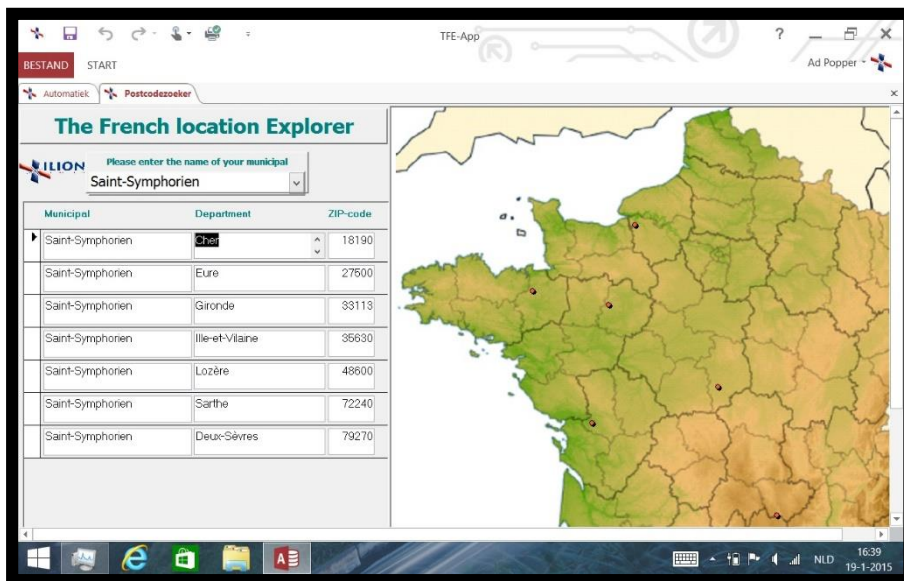 TFE-App
?
BESTAND START
Ad Popper
Automatiek Postcodezoeker
The French location Explorer
ILION
Please enter the name of your municipal
Saint-Symphorien
Municipal Department ZIP-code
Saint-Symphorien Cher 18190
Saint-Symphorien Eure 27500
Saint-Symphorien Gironde 33113
Saint-Symphorien Ille-et-Vilaine 35630
Saint-Symphorien Lozère 48600
Saint-Symphorien Sarthe 72240
Saint-Symphorien Deux-Sèvres 79270
A
NLD
16:39
19-1-2015